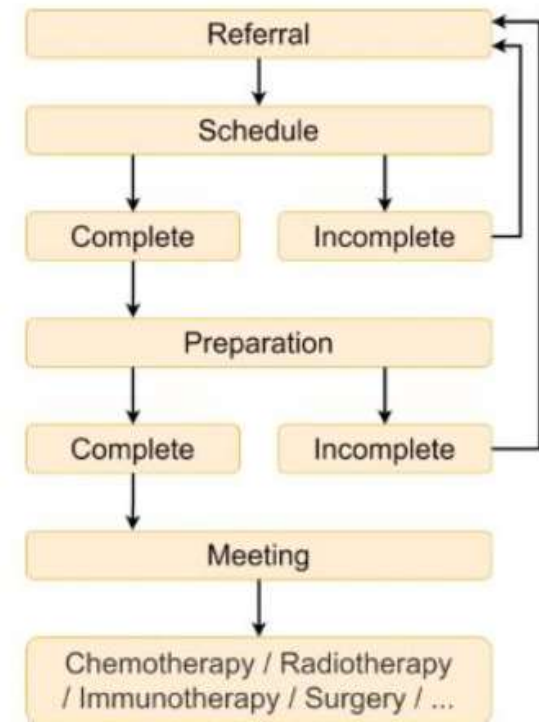 Referral
Schedule
Complete
Incomplete
Preparation
Complete
Incomplete
Meeting
Chemotherapy / Radiotherapy
/ Immunotherapy / Surgery / ...